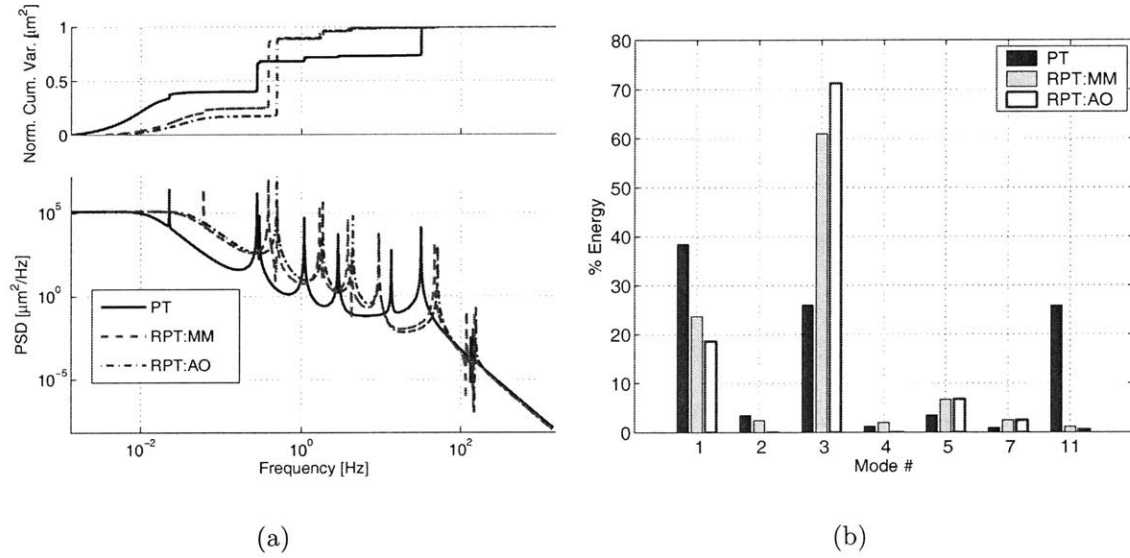 Norm. Cum. Var. [μm²]
1
0.5
0
PSD [μm²/Hz]
10⁵
10⁰
10⁻⁵
PT
RPT:MM
RPT:AO
10⁻² 10⁰ 10²
Frequency [Hz]
(a)
% Energy
80
70
60
50
40
30
20
10
0
PT
RPT:MM
RPT:AO
1 2 3 4 5 7 11
Mode #
(b)